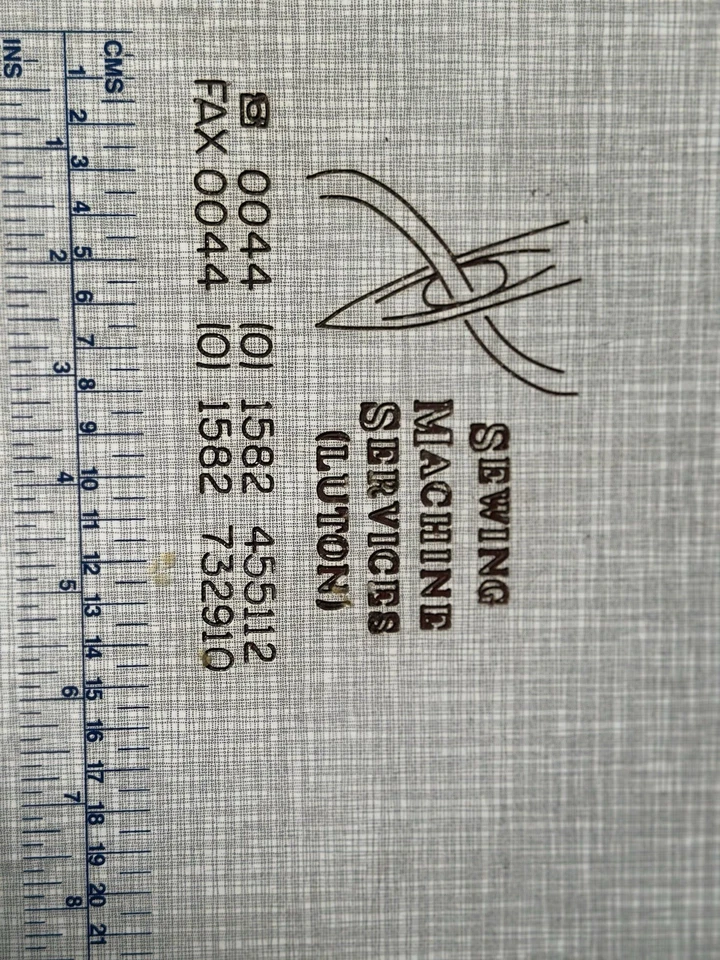 SEWING
MACHINE
SERVICES
(LUTON)
☎ 0044 (0) 1582 455112
FAX 0044 (0) 1582 732910
CMS
1 2 3 4 5 6 7 8 9 10 11 12 13 14 15 16 17 18 19 20 21
1 2 3 4 5 6 7 8
INS